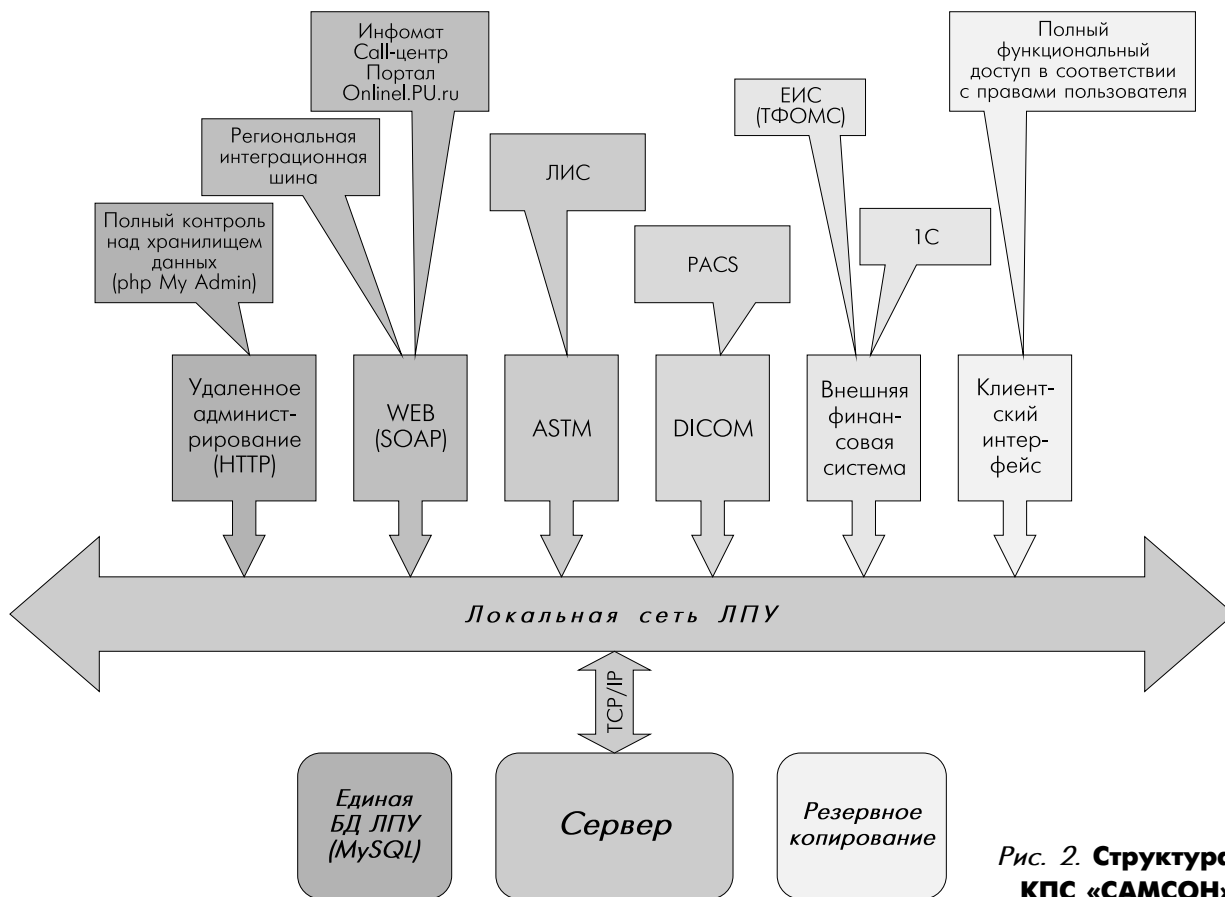 Инфомат
Call-центр
Портал
Onlinel.PU.ru
Полный
функциональный
доступ в соответствии
с правами пользователя
ЕИС
(ТФОМС)
Региональная
интеграционная
шина
ЛИС
Полный контроль
над хранилищем
данных
(php My Admin)
PACS
1С
Удаленное
админист-
рирование
(HTTP)
WEB
(SOAP)
ASTM
DICOM
Внешняя
финан-
совая
система
Клиент-
ский
интер-
фейс
Локальная сеть ЛПУ
TCP/IP
Единая
БД ЛПУ
(MySQL)
Сервер
Резервное
копирование
Рис. 2. Структура
КПС «САМСОН»